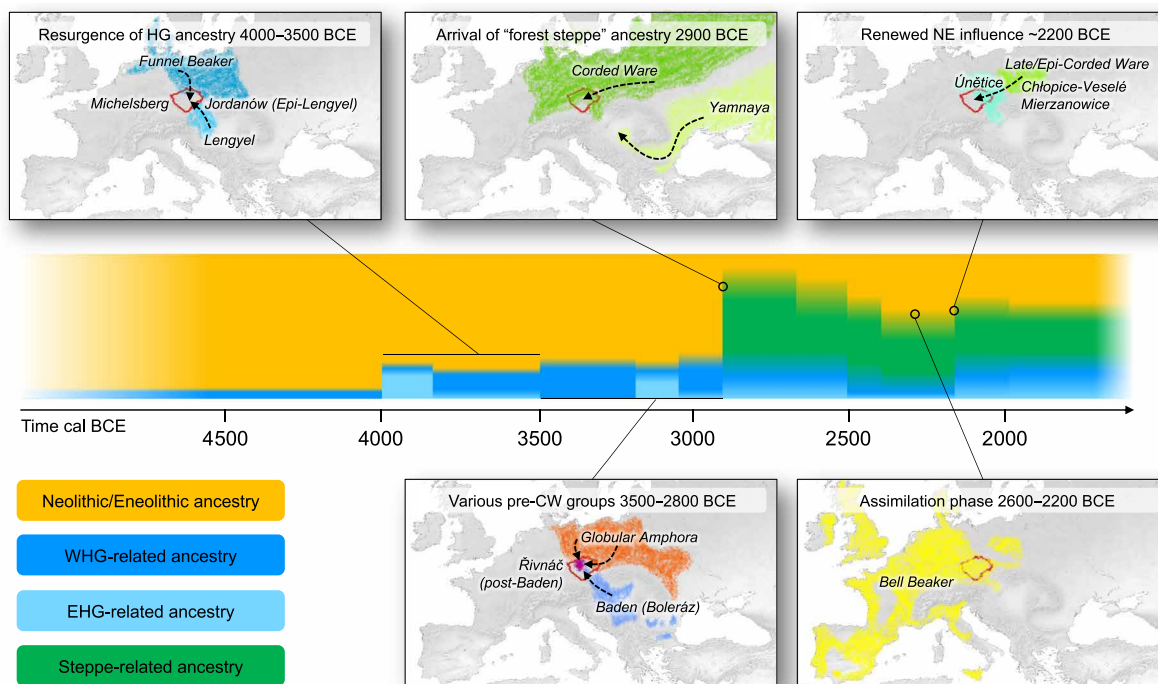 Resurgence of HG ancestry 4000–3500 BCE
Funnel Beaker
Michelsberg
Jordanów (Epi-Lengyel)
Lengyel
Arrival of “forest steppe” ancestry 2900 BCE
Corded Ware
Yamnaya
Renewed NE influence ~2200 BCE
Late/Epi-Corded Ware
Únětice
Chłopice-Veselé
Mierzanowice
Time cal BCE
4500
4000
3500
3000
2500
2000
Neolithic/Eneolithic ancestry
WHG-related ancestry
EHG-related ancestry
Steppe-related ancestry
Various pre-CW groups 3500–2800 BCE
Globular Amphora
Řivnáč
(post-Baden)
Baden (Boleráz)
Assimilation phase 2600–2200 BCE
Bell Beaker